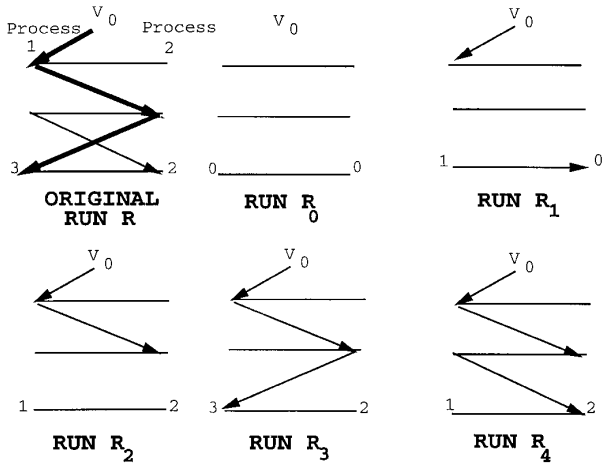 V0
Process Process
1 2
3 2
ORIGINAL
RUN R
V0
0 0
RUN R0
V0
1 0
RUN R1
V0
1 2
RUN R2
V0
3 2
RUN R3
V0
1 2
RUN R4